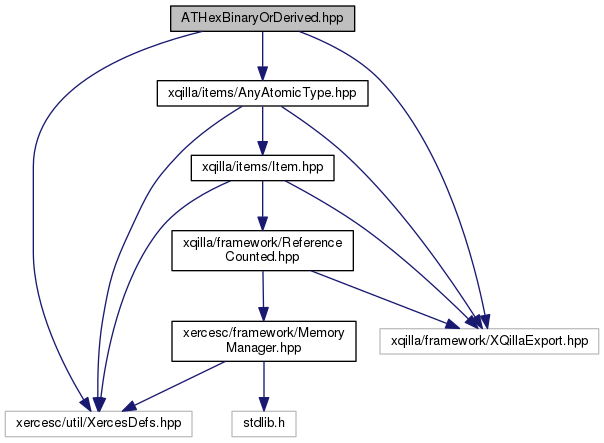 ATHexBinaryOrDerived.hpp
xqilla/items/AnyAtomicType.hpp
xqilla/items/Item.hpp
xqilla/framework/Reference
Counted.hpp
xercesc/framework/Memory
Manager.hpp
xqilla/framework/XQillaExport.hpp
xercesc/util/XercesDefs.hpp
stdlib.h